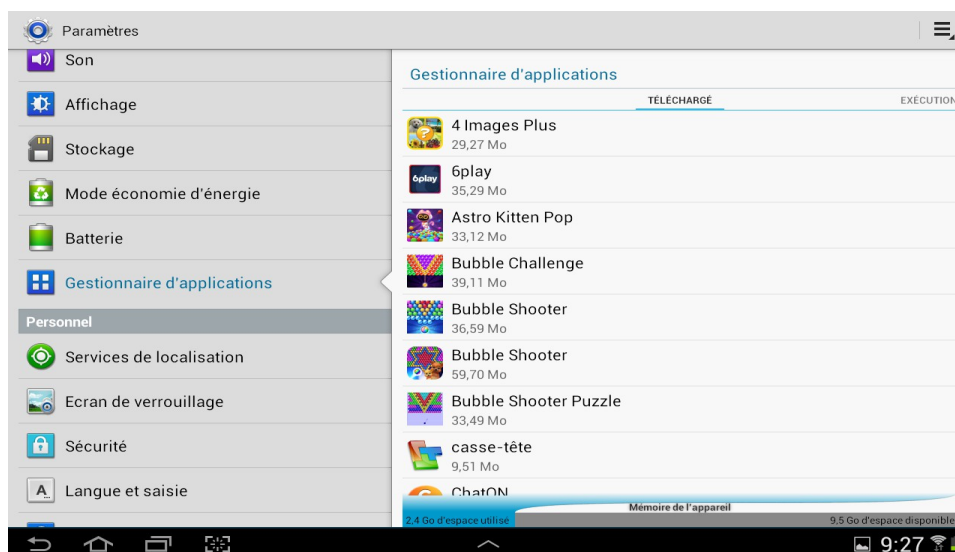 Paramètres
Son
Affichage
Stockage
Mode économie d'énergie
Batterie
Gestionnaire d'applications
Personnel
Services de localisation
Ecran de verrouillage
Sécurité
A Langue et saisie
Gestionnaire d'applications
TÉLÉCHARGÉ EXÉCUTION
4 Images Plus
29,27 Mo
6play
6play
35,29 Mo
Astro Kitten Pop
33,12 Mo
Bubble Challenge
39,11 Mo
Bubble Shooter
36,59 Mo
Bubble Shooter
59,70 Mo
Bubble Shooter Puzzle
33,49 Mo
casse-tête
9,51 Mo
ChatON
Mémoire de l'appareil
2,4 Go d'espace utilisé 9,5 Go d'espace disponible
9:27